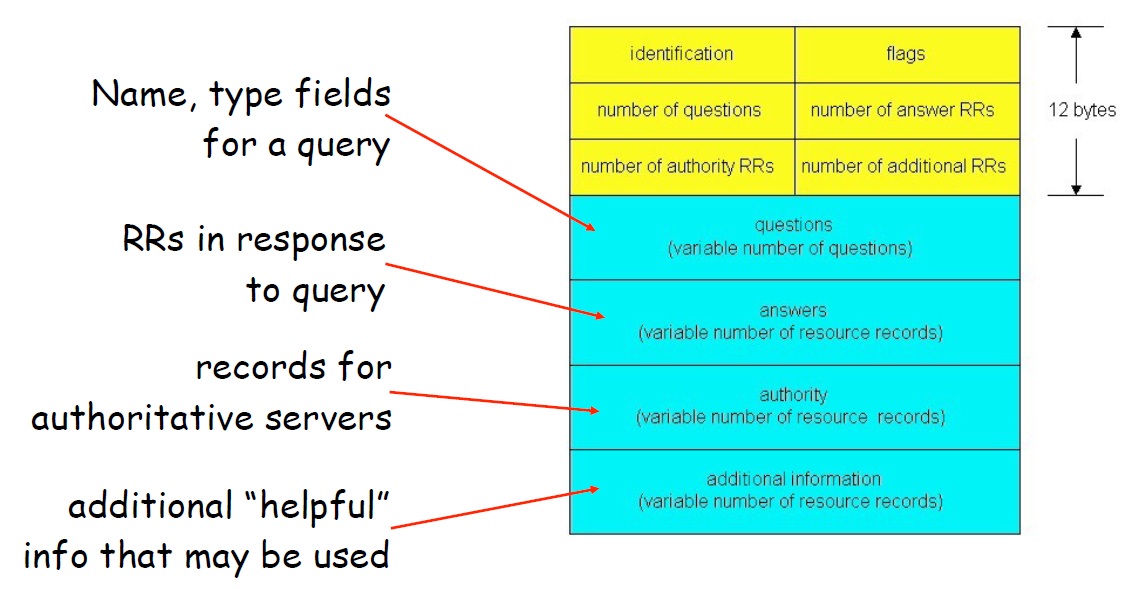 Name, type fields
for a query
RRs in response
to query
records for
authoritative servers
additional “helpful”
info that may be used
identification
flags
number of questions
number of answer RRs
number of authority RRs
number of additional RRs
12 bytes
questions
(variable number of questions)
answers
(variable number of resource records)
authority
(variable number of resource records)
additional information
(variable number of resource records)